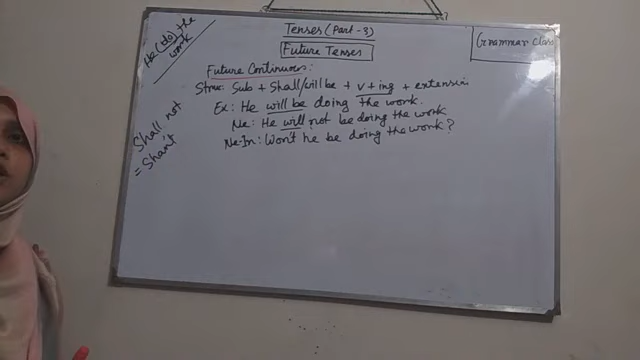 Tenses (Part - 3)
Future Tenses
Grammar Class
He (do) the
work
Shall not
= Shan't
Future Continuous:
Struc: Sub + Shall/will be + v + ing + extensio
Ex: He will be doing the work.
Ne: He will not be doing the work.
Ne-In: Won't he be doing the work?